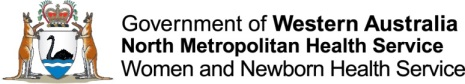 Government of Western Australia
North Metropolitan Health Service
Women and Newborn Health Service